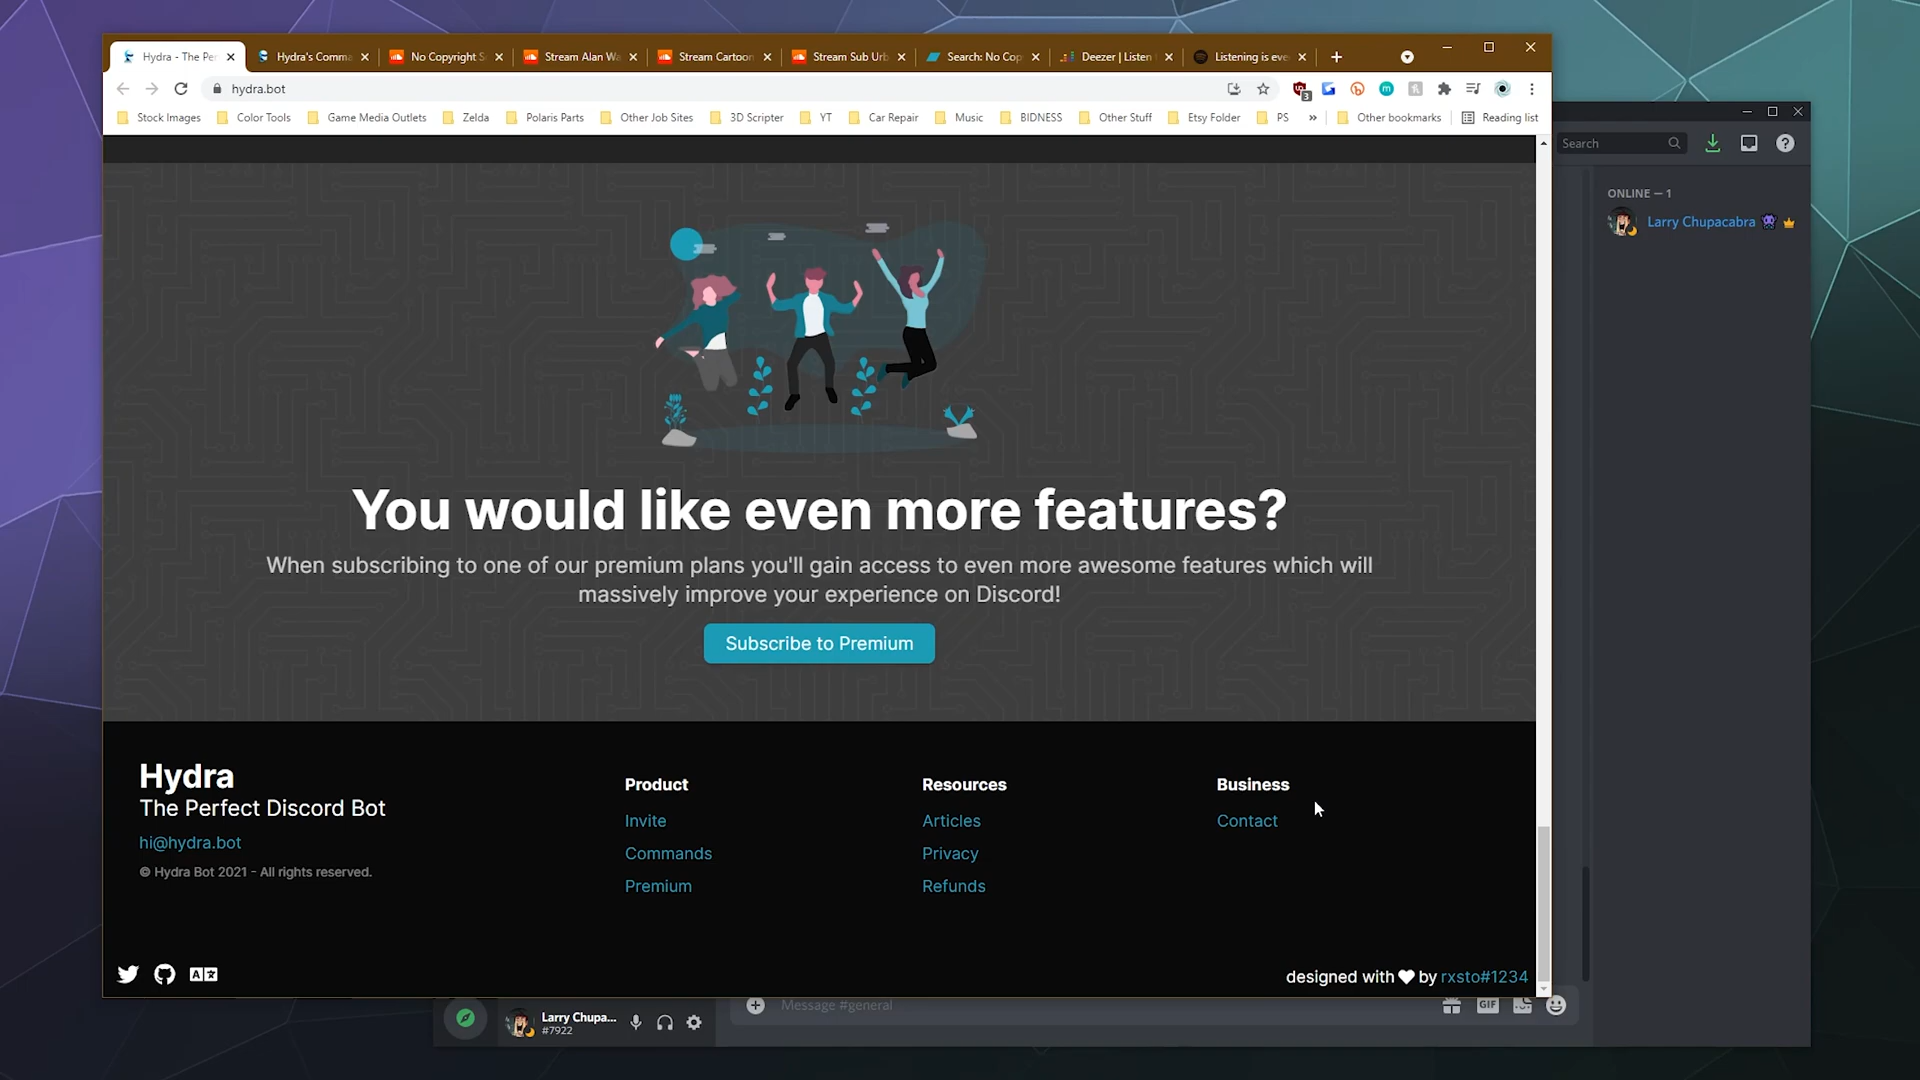 Hydra - The Per
Hydra's Comma
No Copyright S
Stream Alan Wa
Stream Cartoon
Stream Sub Urb
Search: No Cop
Deezer | Listen
Listening is eve
hydra.bot
3
Stock Images
Color Tools
Game Media Outlets
Zelda
Polaris Parts
Other Job Sites
3D Scripter
YT
Car Repair
Music
BIDNESS
Other Stuff
Etsy Folder
PS
»
Other bookmarks
Reading list
Search
ONLINE — 1
Larry Chupacabra
You would like even more features?
When subscribing to one of our premium plans you'll gain access to even more awesome features which will
massively improve your experience on Discord!
Subscribe to Premium
Hydra
The Perfect Discord Bot
hi@hydra.bot
© Hydra Bot 2021 - All rights reserved.
Product
Invite
Commands
Premium
Resources
Articles
Privacy
Refunds
Business
Contact
designed with ♥ by rxsto#1234
Larry Chupa...
#7922
Message #general
GIF